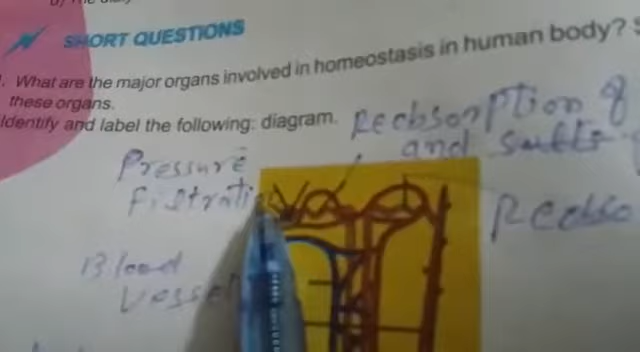 SHORT QUESTIONS
. What are the major organs involved in homeostasis in human body?
these organs.
Identify and label the following: diagram.
Reabsorption of
and salts
Pressure
Filtration
Blood
Vessel